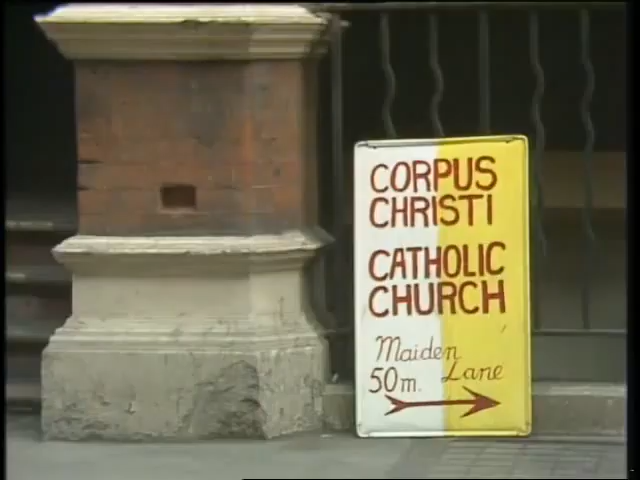 CORPUS
CHRISTI
CATHOLIC
CHURCH
Maiden
50m. Lane